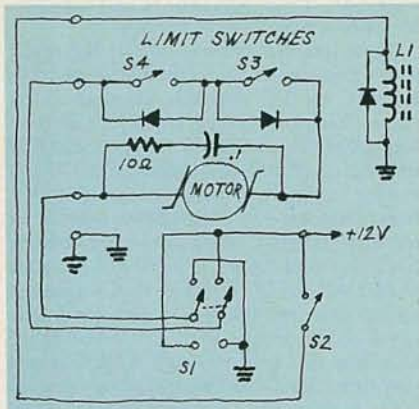 LIMIT SWITCHES
S4 S3 L1
10Ω .1
MOTOR
+12V
S1 S2